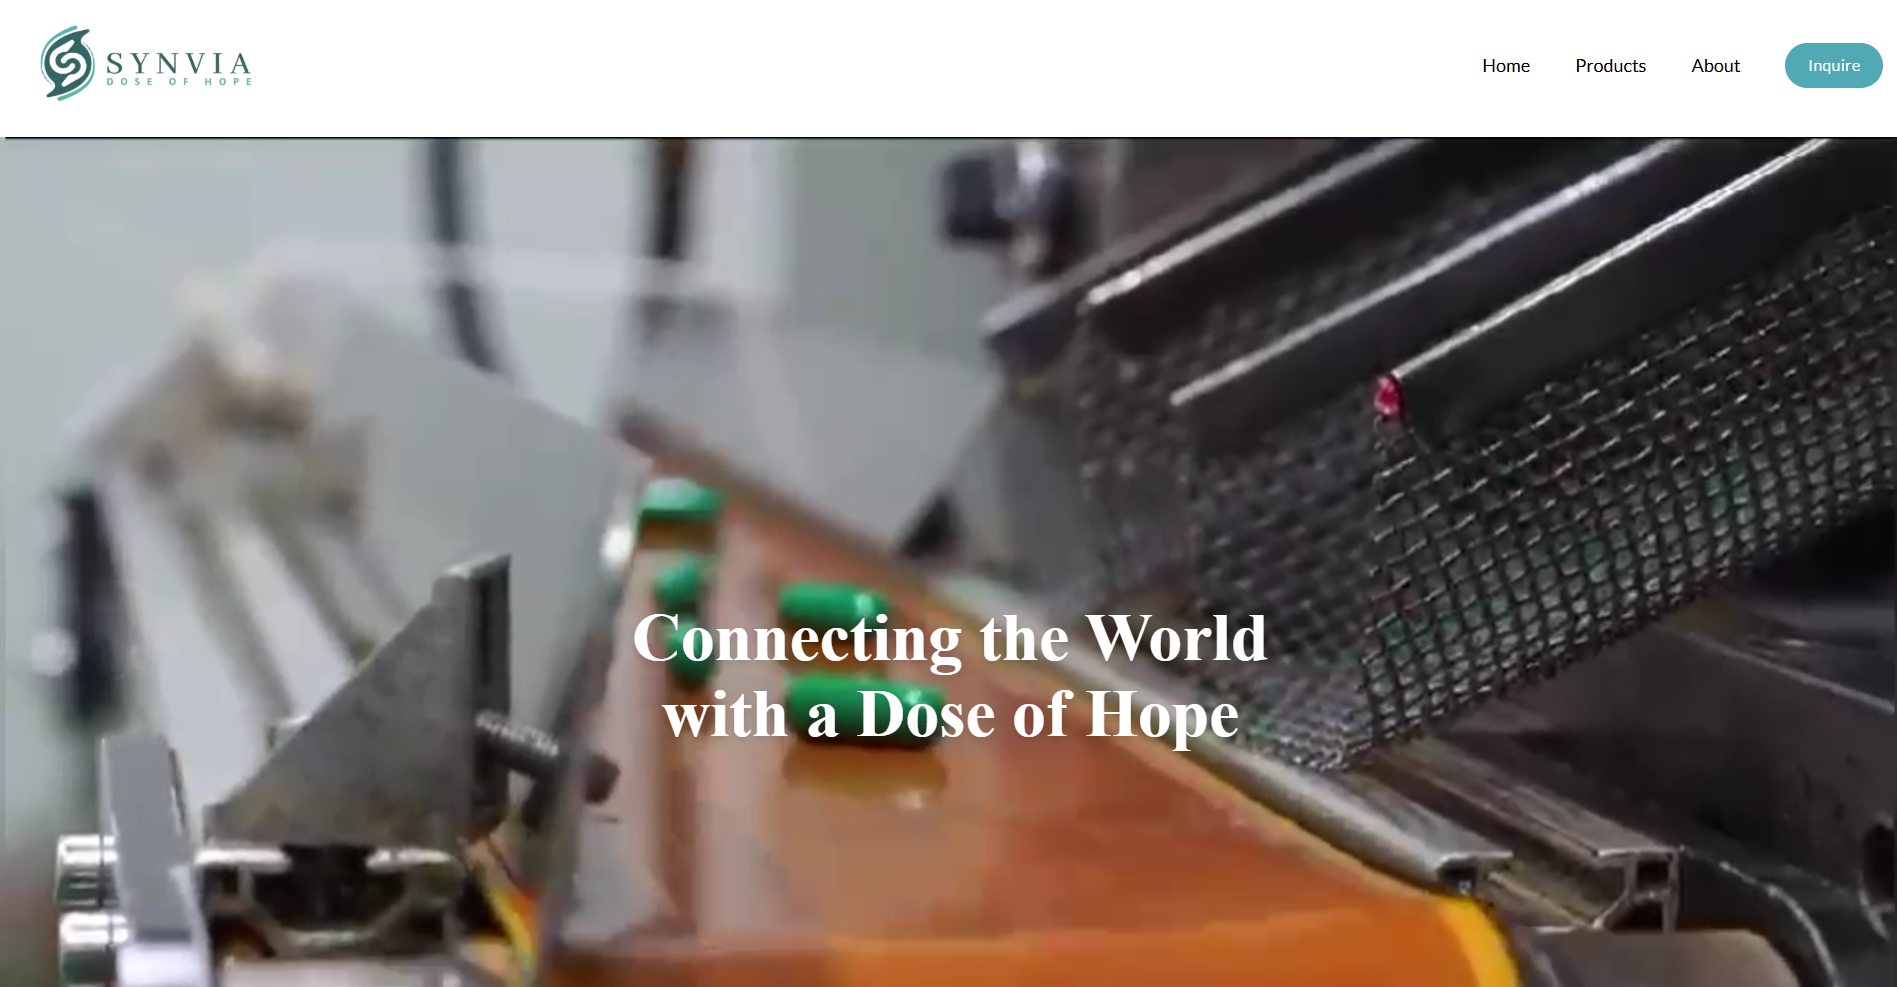 SYNVIA
DOSE OF HOPE
Home
Products
About
Inquire
Connecting the World
with a Dose of Hope